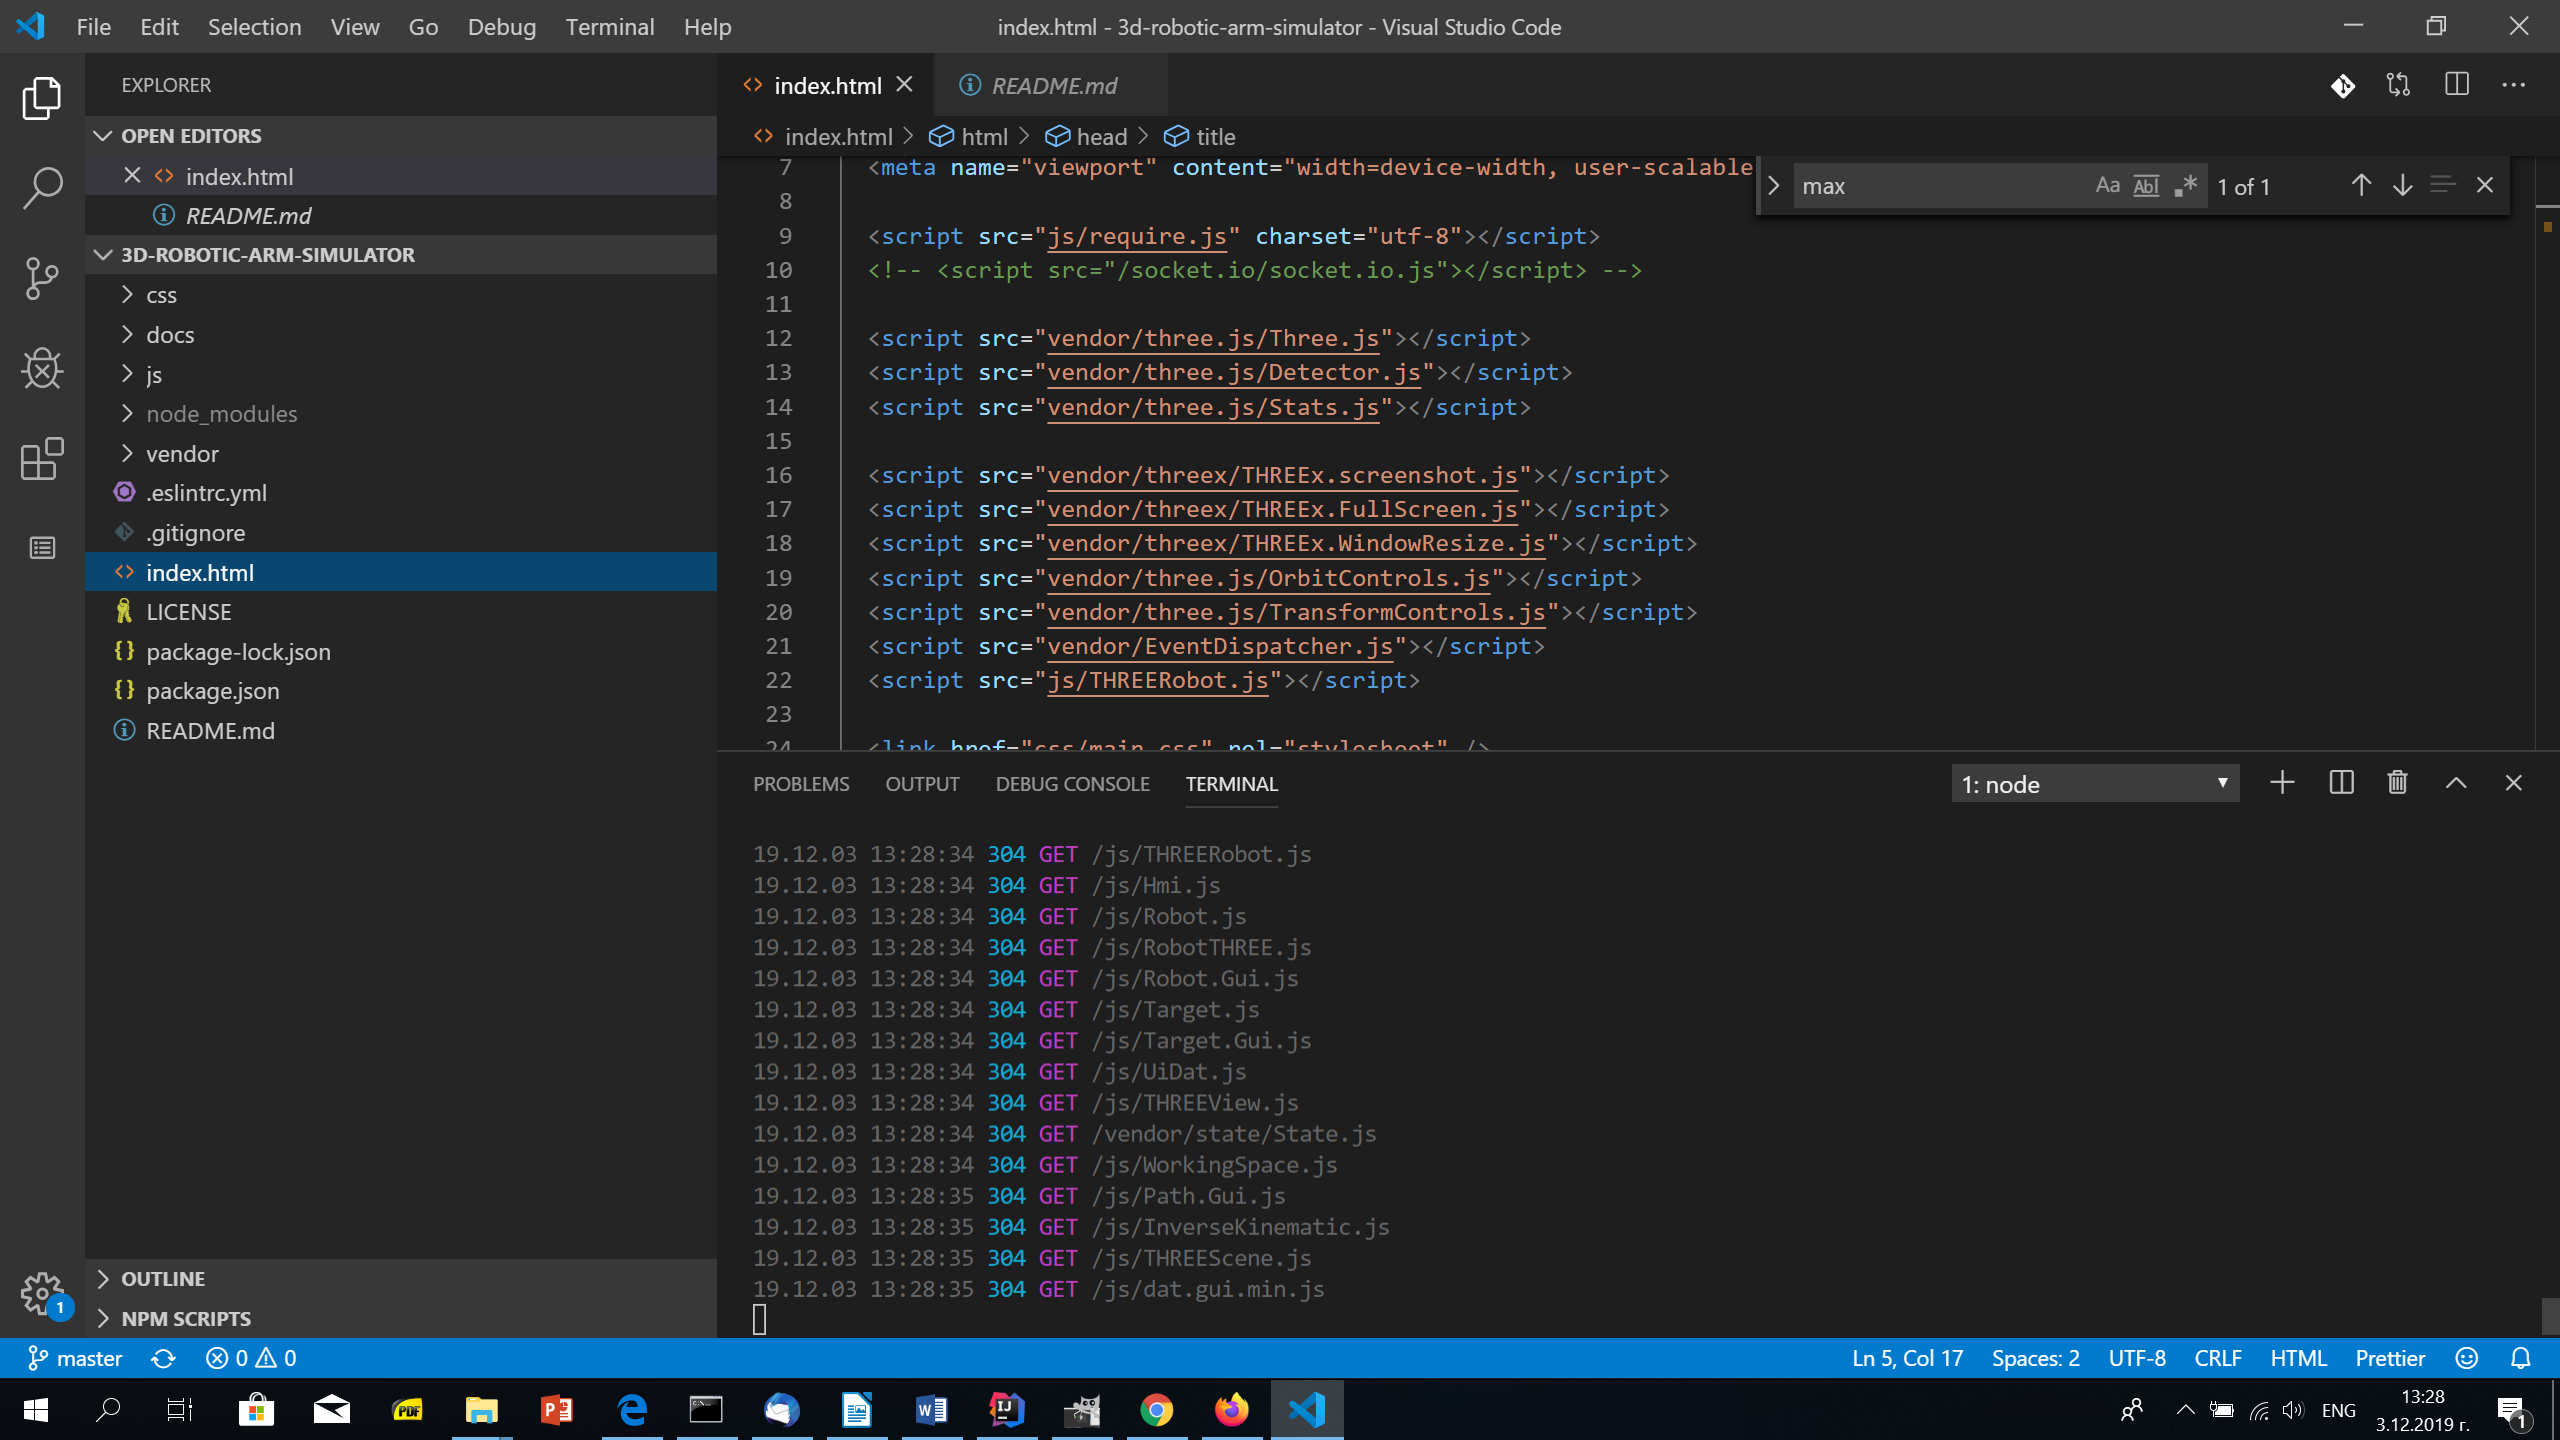 File Edit Selection View Go Debug Terminal Help
index.html - 3d-robotic-arm-simulator - Visual Studio Code
EXPLORER
OPEN EDITORS
index.html
README.md
3D-ROBOTIC-ARM-SIMULATOR
css
docs
js
node_modules
vendor
.eslintrc.yml
.gitignore
index.html
LICENSE
package-lock.json
package.json
README.md
OUTLINE
NPM SCRIPTS
index.html README.md
index.html > html > head > title
max
Aa Abl .* 1 of 1
7 <meta name="viewport" content="width=device-width, user-scalable
8
9 <script src="js/require.js" charset="utf-8"></script>
10 <!-- <script src="/socket.io/socket.io.js"></script> -->
11
12 <script src="vendor/three.js/Three.js"></script>
13 <script src="vendor/three.js/Detector.js"></script>
14 <script src="vendor/three.js/Stats.js"></script>
15
16 <script src="vendor/threex/THREEx.screenshot.js"></script>
17 <script src="vendor/threex/THREEx.FullScreen.js"></script>
18 <script src="vendor/threex/THREEx.WindowResize.js"></script>
19 <script src="vendor/three.js/OrbitControls.js"></script>
20 <script src="vendor/three.js/TransformControls.js"></script>
21 <script src="vendor/EventDispatcher.js"></script>
22 <script src="js/THREERobot.js"></script>
23
24 <link href="css/main.css" rel="stylesheet" />
PROBLEMS OUTPUT DEBUG CONSOLE TERMINAL
1: node
19.12.03 13:28:34 304 GET /js/THREERobot.js
19.12.03 13:28:34 304 GET /js/Hmi.js
19.12.03 13:28:34 304 GET /js/Robot.js
19.12.03 13:28:34 304 GET /js/RobotTHREE.js
19.12.03 13:28:34 304 GET /js/Robot.Gui.js
19.12.03 13:28:34 304 GET /js/Target.js
19.12.03 13:28:34 304 GET /js/Target.Gui.js
19.12.03 13:28:34 304 GET /js/UiDat.js
19.12.03 13:28:34 304 GET /js/THREEView.js
19.12.03 13:28:34 304 GET /vendor/state/State.js
19.12.03 13:28:34 304 GET /js/WorkingSpace.js
19.12.03 13:28:35 304 GET /js/Path.Gui.js
19.12.03 13:28:35 304 GET /js/InverseKinematic.js
19.12.03 13:28:35 304 GET /js/THREEScene.js
19.12.03 13:28:35 304 GET /js/dat.gui.min.js
1
master 0 0
Ln 5, Col 17 Spaces: 2 UTF-8 CRLF HTML Prettier
PDF
ENG
13:28
3.12.2019 г.
1